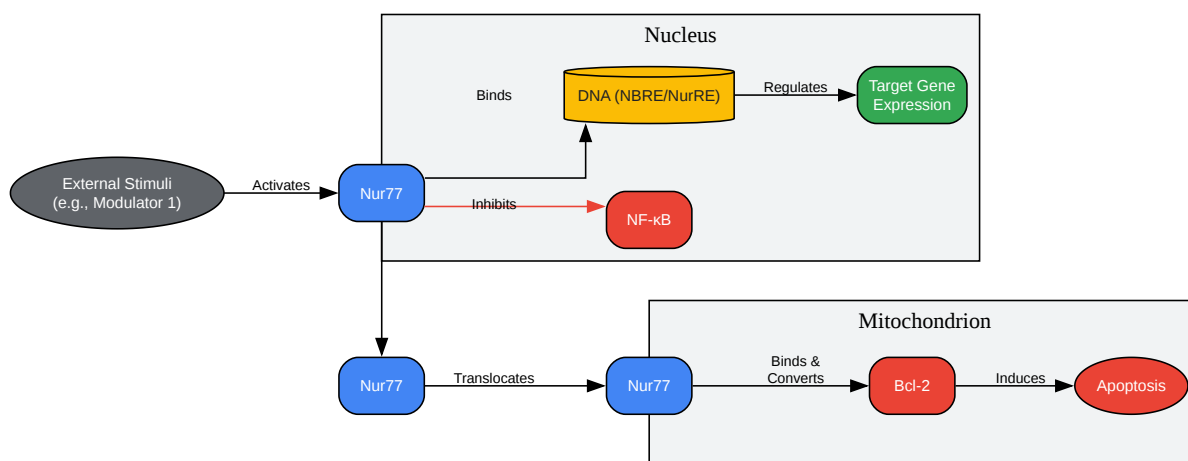 Nucleus
Binds
DNA (NBRE/NurRE)
Regulates
Target Gene
Expression
External Stimuli
(e.g., Modulator 1)
Activates
Nur77
Inhibits
NF-κB
Mitochondrion
Nur77
Translocates
Nur77
Binds &
Converts
Bcl-2
Induces
Apoptosis